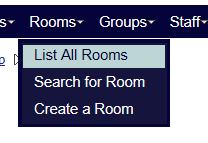 s Rooms Groups Staff
List All Rooms
Search for Room
Create a Room